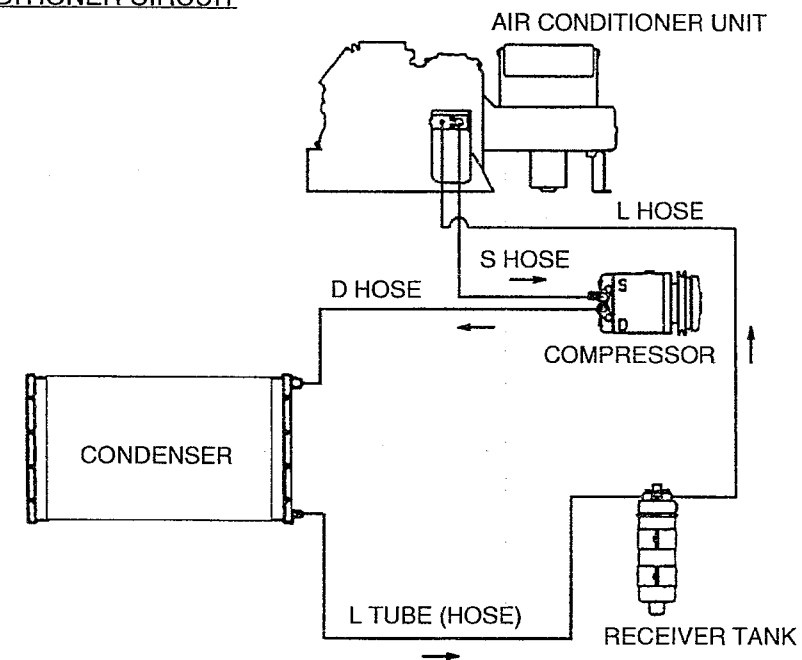 AIR CONDITIONER UNIT
L HOSE
S HOSE
D HOSE
S
D
COMPRESSOR
CONDENSER
L TUBE (HOSE)
RECEIVER TANK